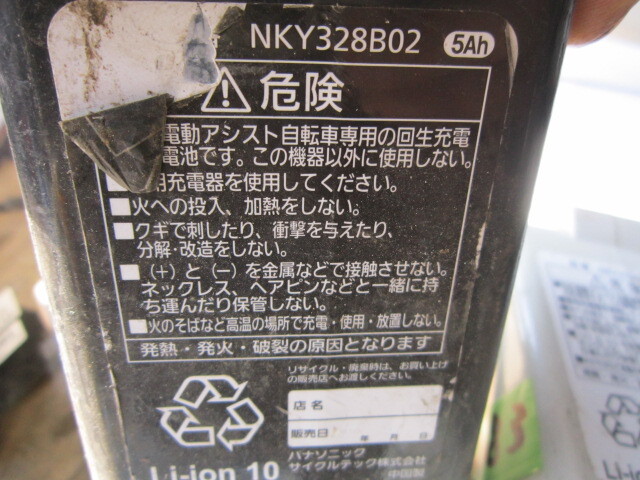 NKY328B02 5Ah
危険
電動アシスト自転車専用の回生充電
電池です。この機器以外に使用しない。
■ 用充電器を使用してください。
■火への投入、加熱をしない。
■クギで刺したり、衝撃を与えたり、
分解・改造をしない。
■(+)と(−)を金属などで接触させない。
ネックレス、ヘアピンなどと一緒に持
ち運んだり保管しない。
■火のそばなど高温の場所で充電・使用・放置しない。
発熱・発火・破裂の原因となります
リサイクル・廃棄時は、お買い上げ
の販売店へお渡しください。
店名
販売日 年 月 日
パナソニック
サイクルテック株式会社
中国製
Li-ion 10
3
Li-i